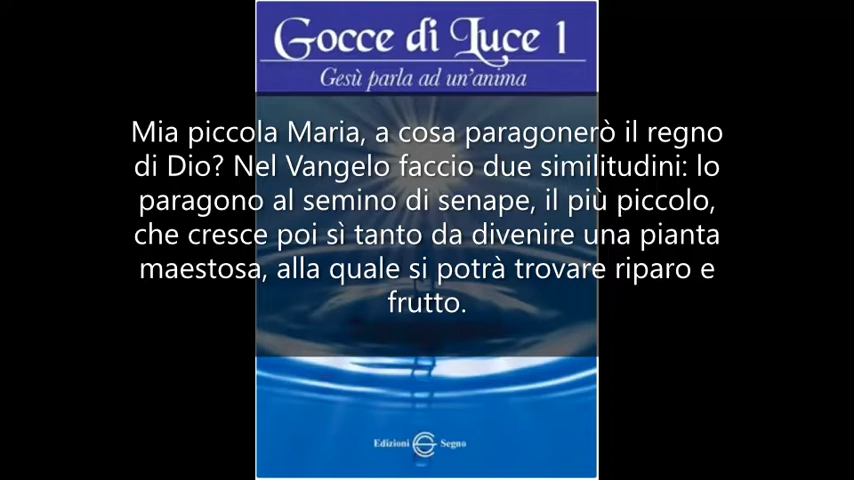 Gocce di Luce 1
Gesù parla ad un'anima
Mia piccola Maria, a cosa paragonerò il regno
di Dio? Nel Vangelo faccio due similitudini: lo
paragono al semino di senape, il più piccolo,
che cresce poi sì tanto da divenire una pianta
maestosa, alla quale si potrà trovare riparo e
frutto.
Edizioni Segno